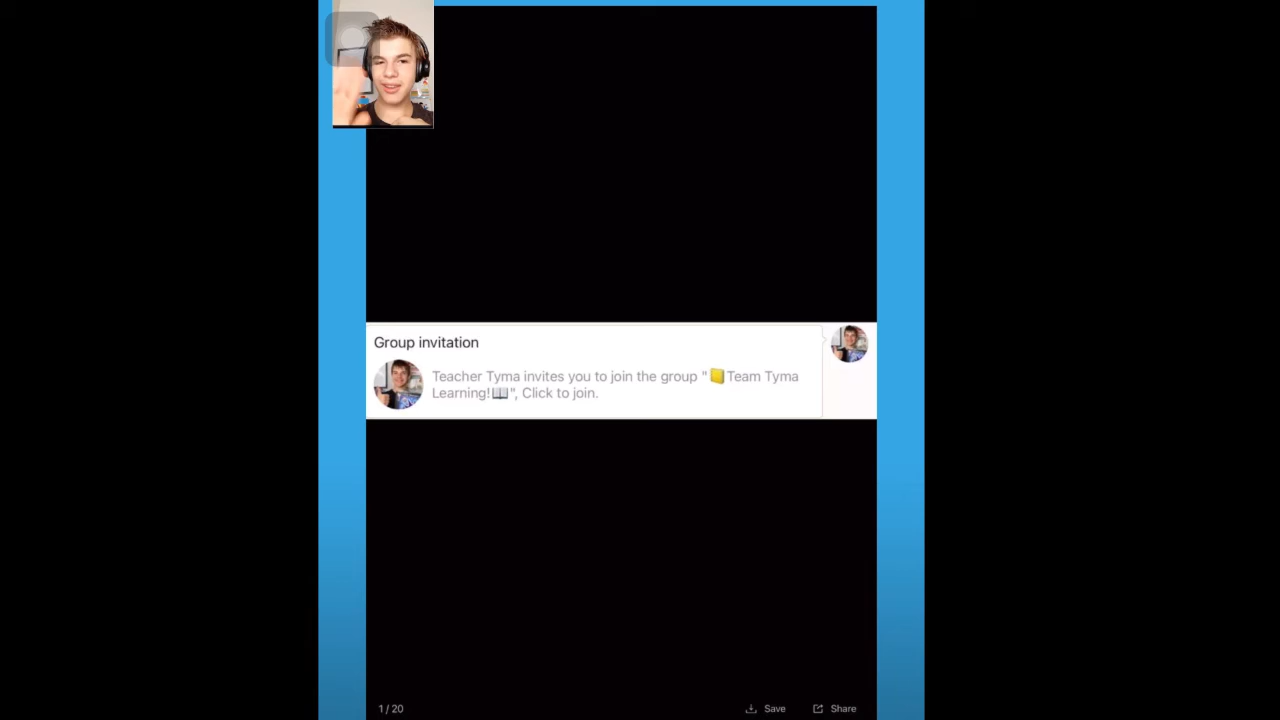 Group invitation
Teacher Tyma invites you to join the group "📒Team Tyma
Learning!📖", Click to join.
1 / 20
Save
Share